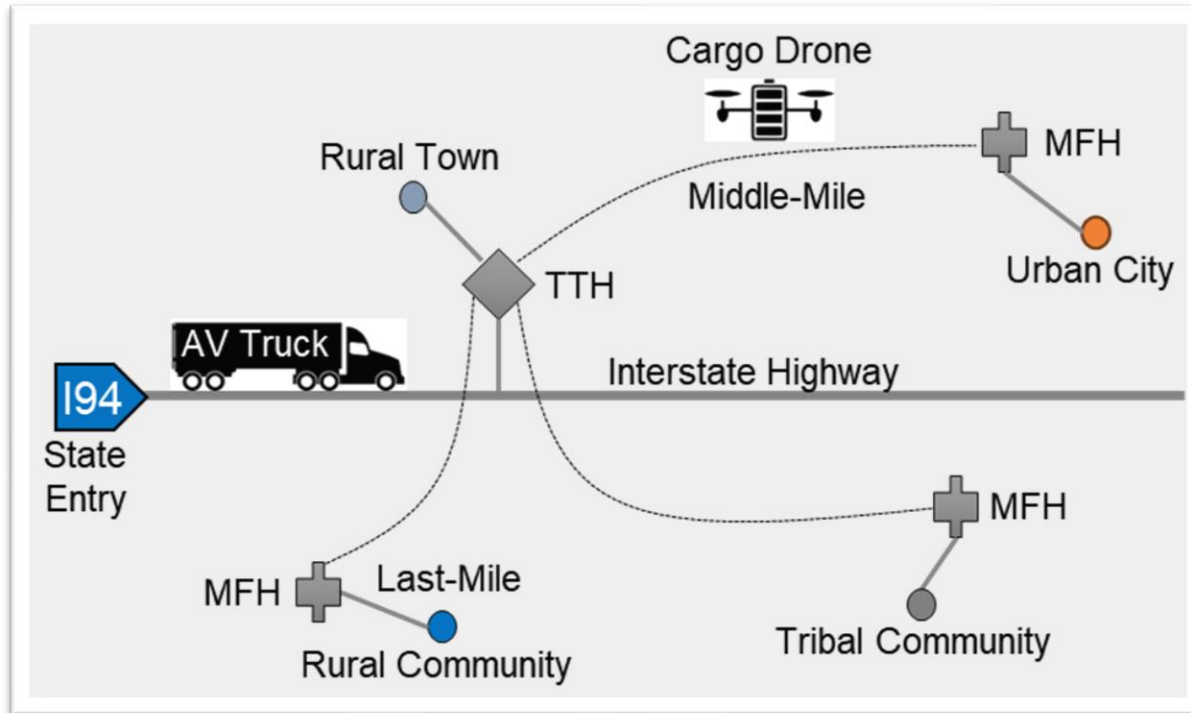 Cargo Drone
MFH
Rural Town
Middle-Mile
Urban City
TTH
AV Truck
Interstate Highway
I94
State
Entry
MFH
MFH
Last-Mile
Rural Community
Tribal Community